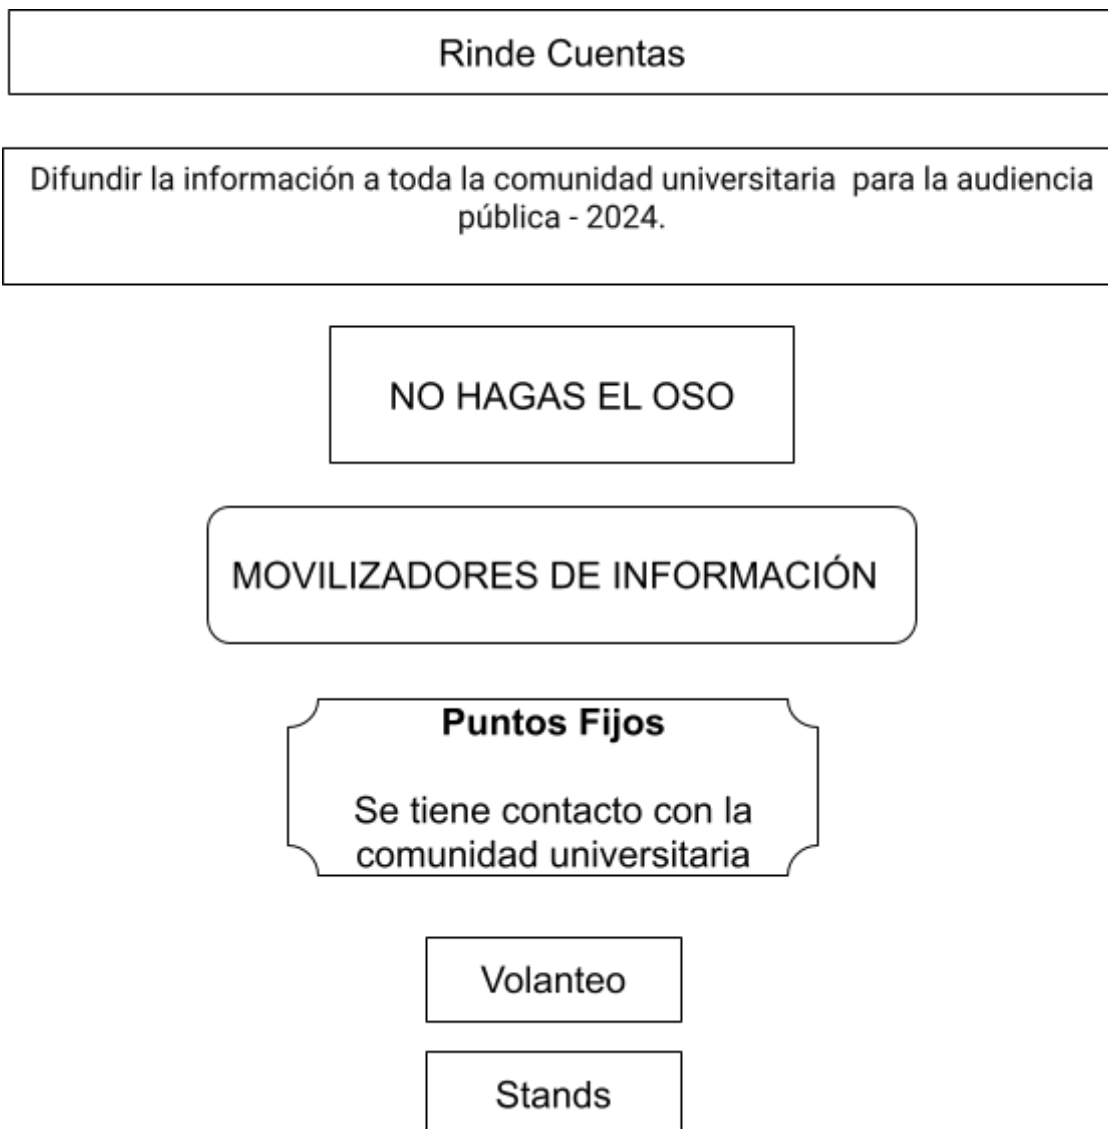 Rinde Cuentas
Difundir la información a toda la comunidad universitaria  para la audiencia
pública - 2024.
NO HAGAS EL OSO
MOVILIZADORES DE INFORMACIÓN
Puntos Fijos
Se tiene contacto con la
comunidad universitaria
Volanteo
Stands